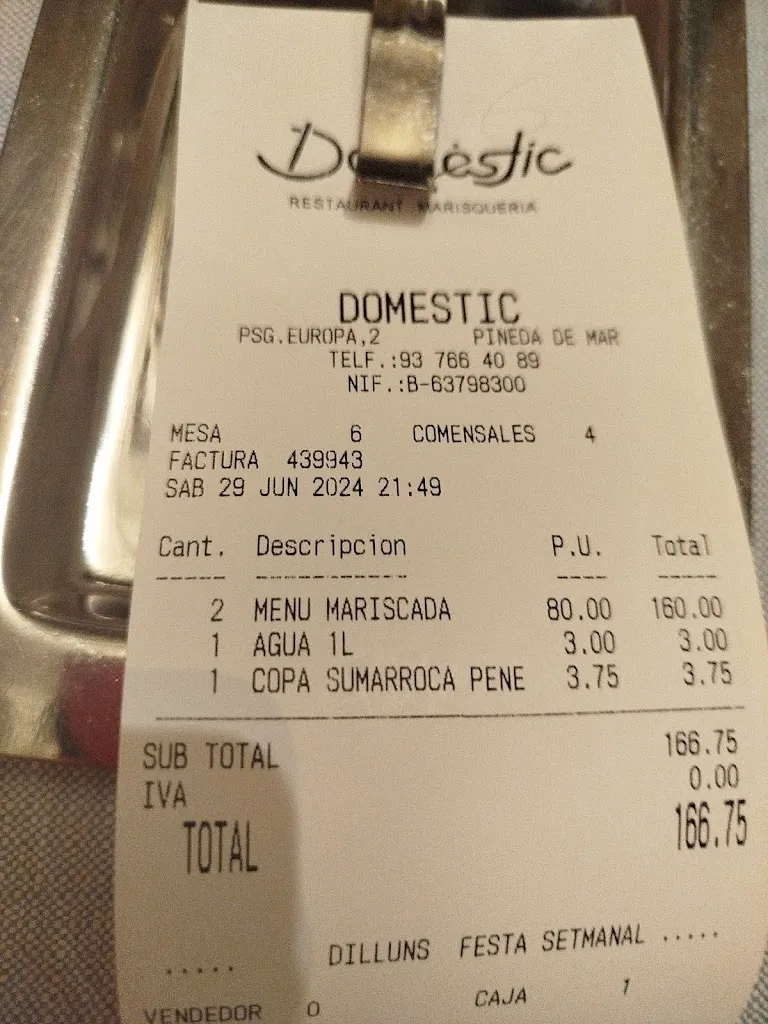 Domèstic
RESTAURANT MARISQUERIA
DOMESTIC
PSG.EUROPA,2 PINEDA DE MAR
TELF.:93 766 40 89
NIF.:B-63798300
MESA 6 COMENSALES 4
FACTURA 439943
SAB 29 JUN 2024 21:49
Cant. Descripcion P.U. Total
2 MENU MARISCADA 80.00 160.00
1 AGUA 1L 3.00 3.00
1 COPA SUMARROCA PENE 3.75 3.75
SUB TOTAL 166.75
IVA 0.00
TOTAL 166.75
..... DILLUNS FESTA SETMANAL .....
VENDEDOR 0 CAJA 1